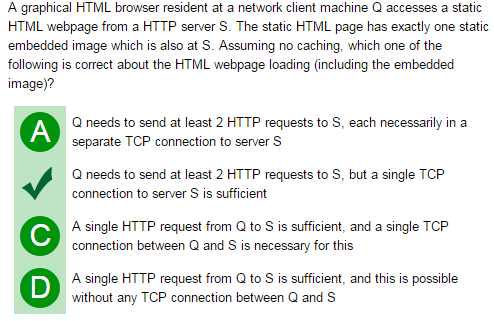 A graphical HTML browser resident at a network client machine Q accesses a static
HTML webpage from a HTTP server S. The static HTML page has exactly one static
embedded image which is also at S. Assuming no caching, which one of the
following is correct about the HTML webpage loading (including the embedded
image)?
A
Q needs to send at least 2 HTTP requests to S, each necessarily in a
separate TCP connection to server S
Q needs to send at least 2 HTTP requests to S, but a single TCP
connection to server S is sufficient
C
A single HTTP request from Q to S is sufficient, and a single TCP
connection between Q and S is necessary for this
D
A single HTTP request from Q to S is sufficient, and this is possible
without any TCP connection between Q and S